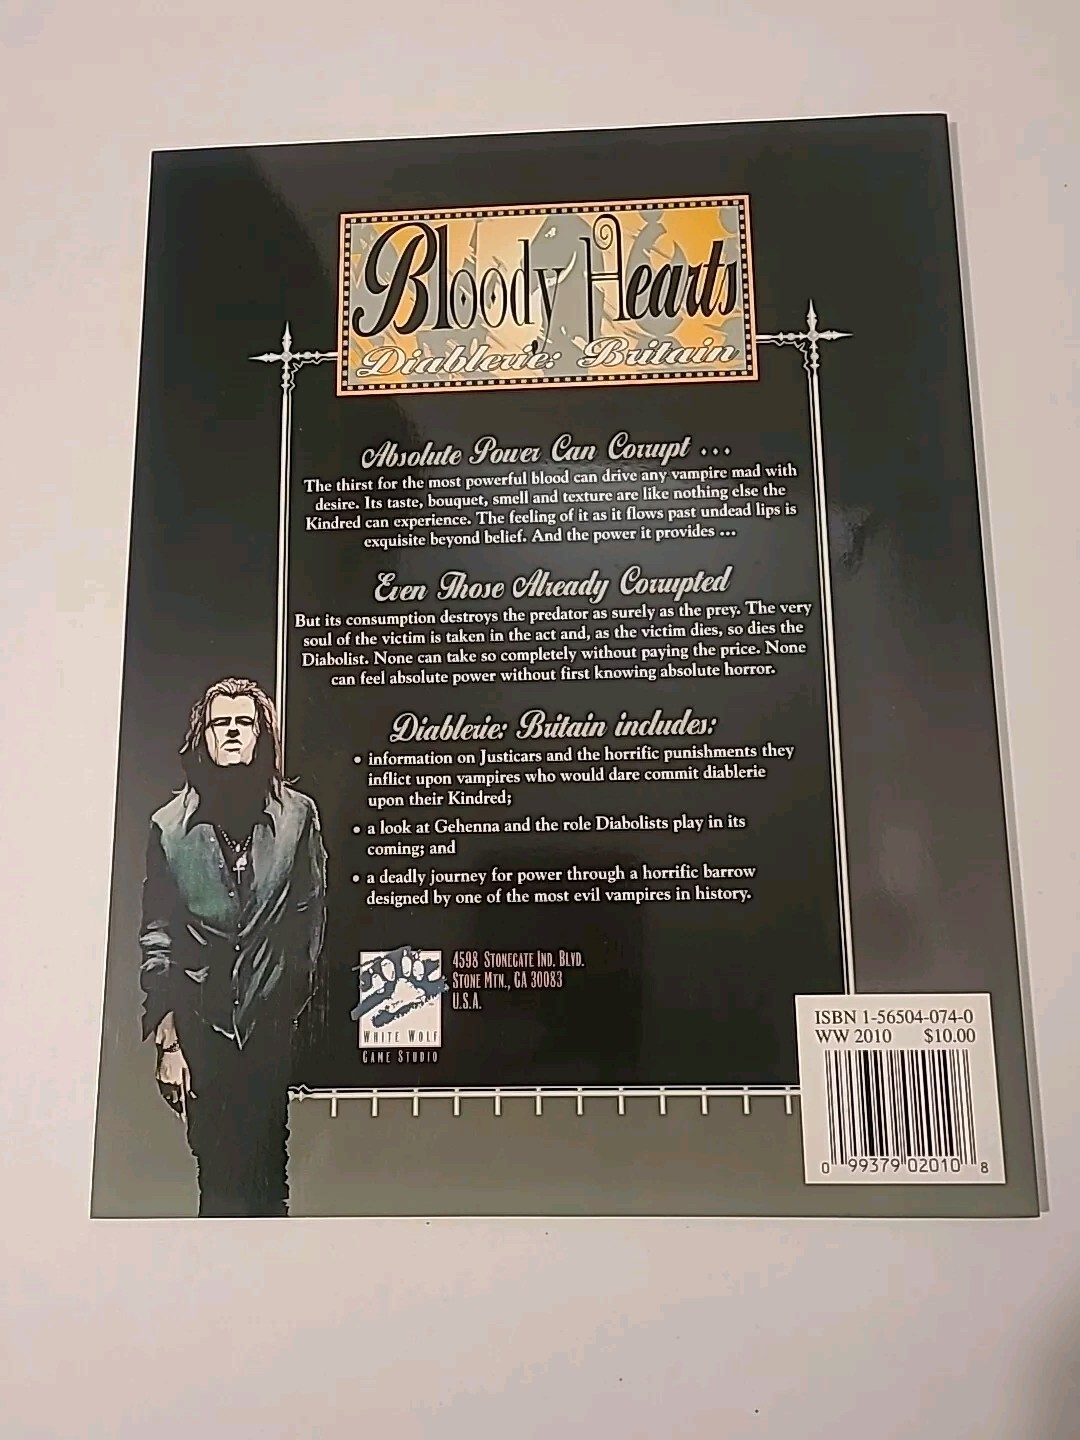 Bloody Hearts
Diablerie: Britain
Absolute Power Can Corrupt ...
The thirst for the most powerful blood can drive any vampire mad with
desire. Its taste, bouquet, smell and texture are like nothing else the
Kindred can experience. The feeling of it as it flows past undead lips is
exquisite beyond belief. And the power it provides ...
Even Those Already Corrupted
But its consumption destroys the predator as surely as the prey. The very
soul of the victim is taken in the act and, as the victim dies, so dies the
Diabolist. None can take so completely without paying the price. None
can feel absolute power without first knowing absolute horror.
Diablerie: Britain includes:
• information on Justicars and the horrific punishments they
inflict upon vampires who would dare commit diablerie
upon their Kindred;
• a look at Gehenna and the role Diabolists play in its
coming; and
• a deadly journey for power through a horrific barrow
designed by one of the most evil vampires in history.
4598 Stonegate Ind. Blvd.
Stone Mtn., GA 30083
U.S.A.
White Wolf
Game Studio
ISBN 1-56504-074-0
WW 2010 $10.00
0 99379 02010 8